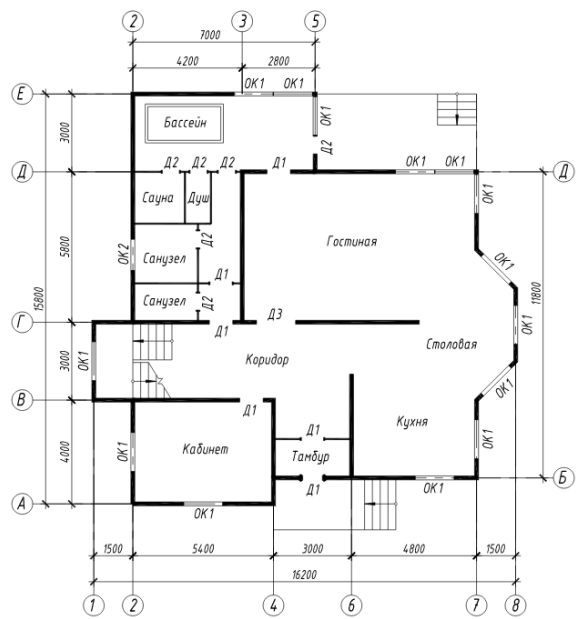 2 3 5
7000
4200 2800
ОК1 ОК1
Е
3000
Бассейн
ОК1
Д2
Д2 Д2 Д2 Д1
ОК1 ОК1
Д Д
Сауна Душ
ОК1
5800
15800
ОК2
Санузел
Д2
Гостиная
ОК1
11800
Д1
Санузел
Д2
Д3
ОК1
Г
Д1
Столовая
3000
ОК1
Коридор
ОК1
В
Д1
Кухня
ОК1
4000
ОК1
Кабинет
Д1
Тамбур
Д1
ОК1
Б
А
ОК1
1500 5400 3000 4800 1500
16200
1 2 4 6 7 8